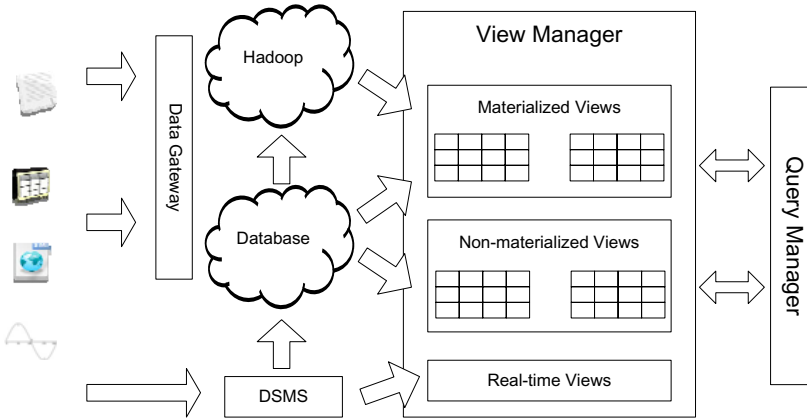 View Manager
Hadoop
Data Gateway
Materialized Views
Query Manager
Database
Non-materialized Views
DSMS
Real-time Views